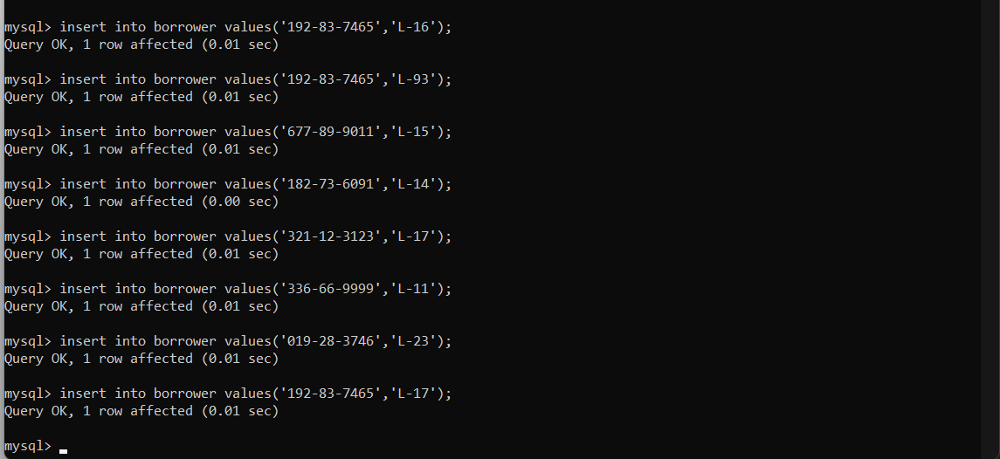 mysql> insert into borrower values('192-83-7465','L-16');
Query OK, 1 row affected (0.01 sec)
mysql> insert into borrower values('192-83-7465','L-93');
Query OK, 1 row affected (0.01 sec)
mysql> insert into borrower values('677-89-9011','L-15');
Query OK, 1 row affected (0.01 sec)
mysql> insert into borrower values('182-73-6091','L-14');
Query OK, 1 row affected (0.00 sec)
mysql> insert into borrower values('321-12-3123','L-17');
Query OK, 1 row affected (0.01 sec)
mysql> insert into borrower values('336-66-9999','L-11');
Query OK, 1 row affected (0.01 sec)
mysql> insert into borrower values('019-28-3746','L-23');
Query OK, 1 row affected (0.01 sec)
mysql> insert into borrower values('192-83-7465','L-17');
Query OK, 1 row affected (0.01 sec)
mysql>